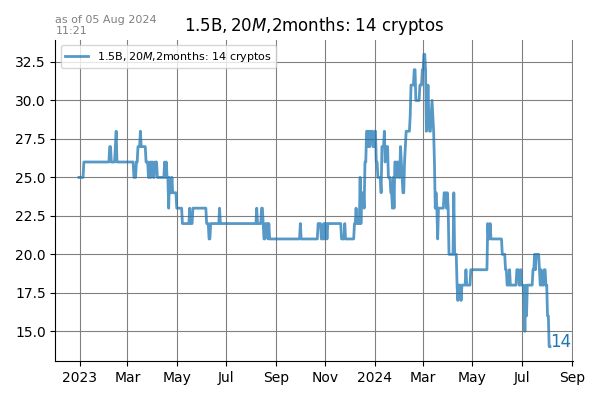 as of 05 Aug 2024
11:21
1.5B, 20M,2months: 14 cryptos
1.5B, 20M,2months: 14 cryptos
32.5
30.0
27.5
25.0
22.5
20.0
17.5
15.0
14
2023 Mar May Jul Sep Nov 2024 Mar May Jul Sep